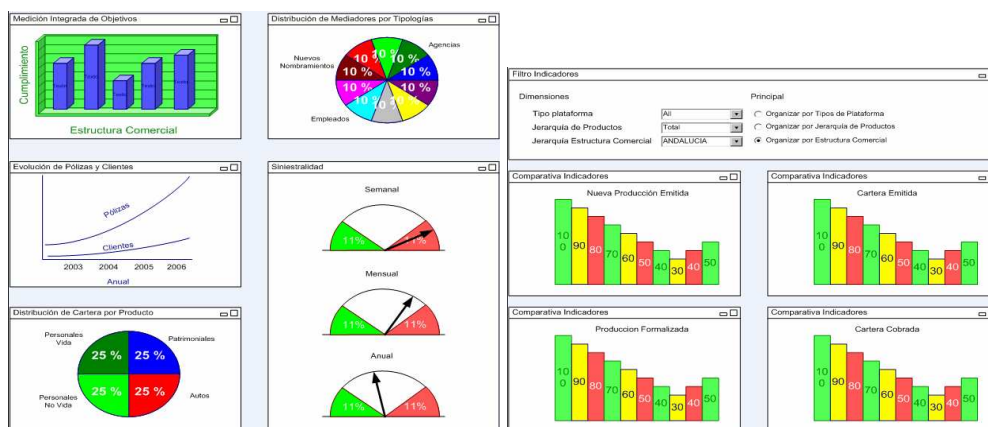 Medición Integrada de Objetivos
Cumplimiento
Estructura Comercial
Distribución de Mediadores por Tipologías
Agencias
Nuevos
Nombramientos
Empleados
10 %
10 %
10 %
10 %
10 %
10 %
10 %
10 %
10 %
10 %
Evolución de Pólizas y Clientes
Pólizas
Clientes
2003 2004 2005 2006
Anual
Siniestralidad
Semanal
11% 11%
Mensual
11% 11%
Anual
11% 11%
Distribución de Cartera por Producto
Personales
Vida
Patrimoniales
25 % 25 %
25 % 25 %
Personales
No Vida
Autos
Filtro Indicadores
Dimensiones
Principal
Tipo plataforma All Organizar por Tipos de Plataforma
Jerarquía de Productos Total Organizar por Jerarquía de Productos
Jerarquía Estructura Comercial ANDALUCIA Organizar por Estructura Comercial
Comparativa Indicadores
Nueva Producción Emitida
100 90 80 70 60 50 40 30 40 50
Comparativa Indicadores
Cartera Emitida
100 90 80 70 60 50 40 30 40 50
Comparativa Indicadores
Produccion Formalizada
100 90 80 70 60 50 40 30 40 50
Comparativa Indicadores
Cartera Cobrada
100 90 80 70 60 50 40 30 40 50